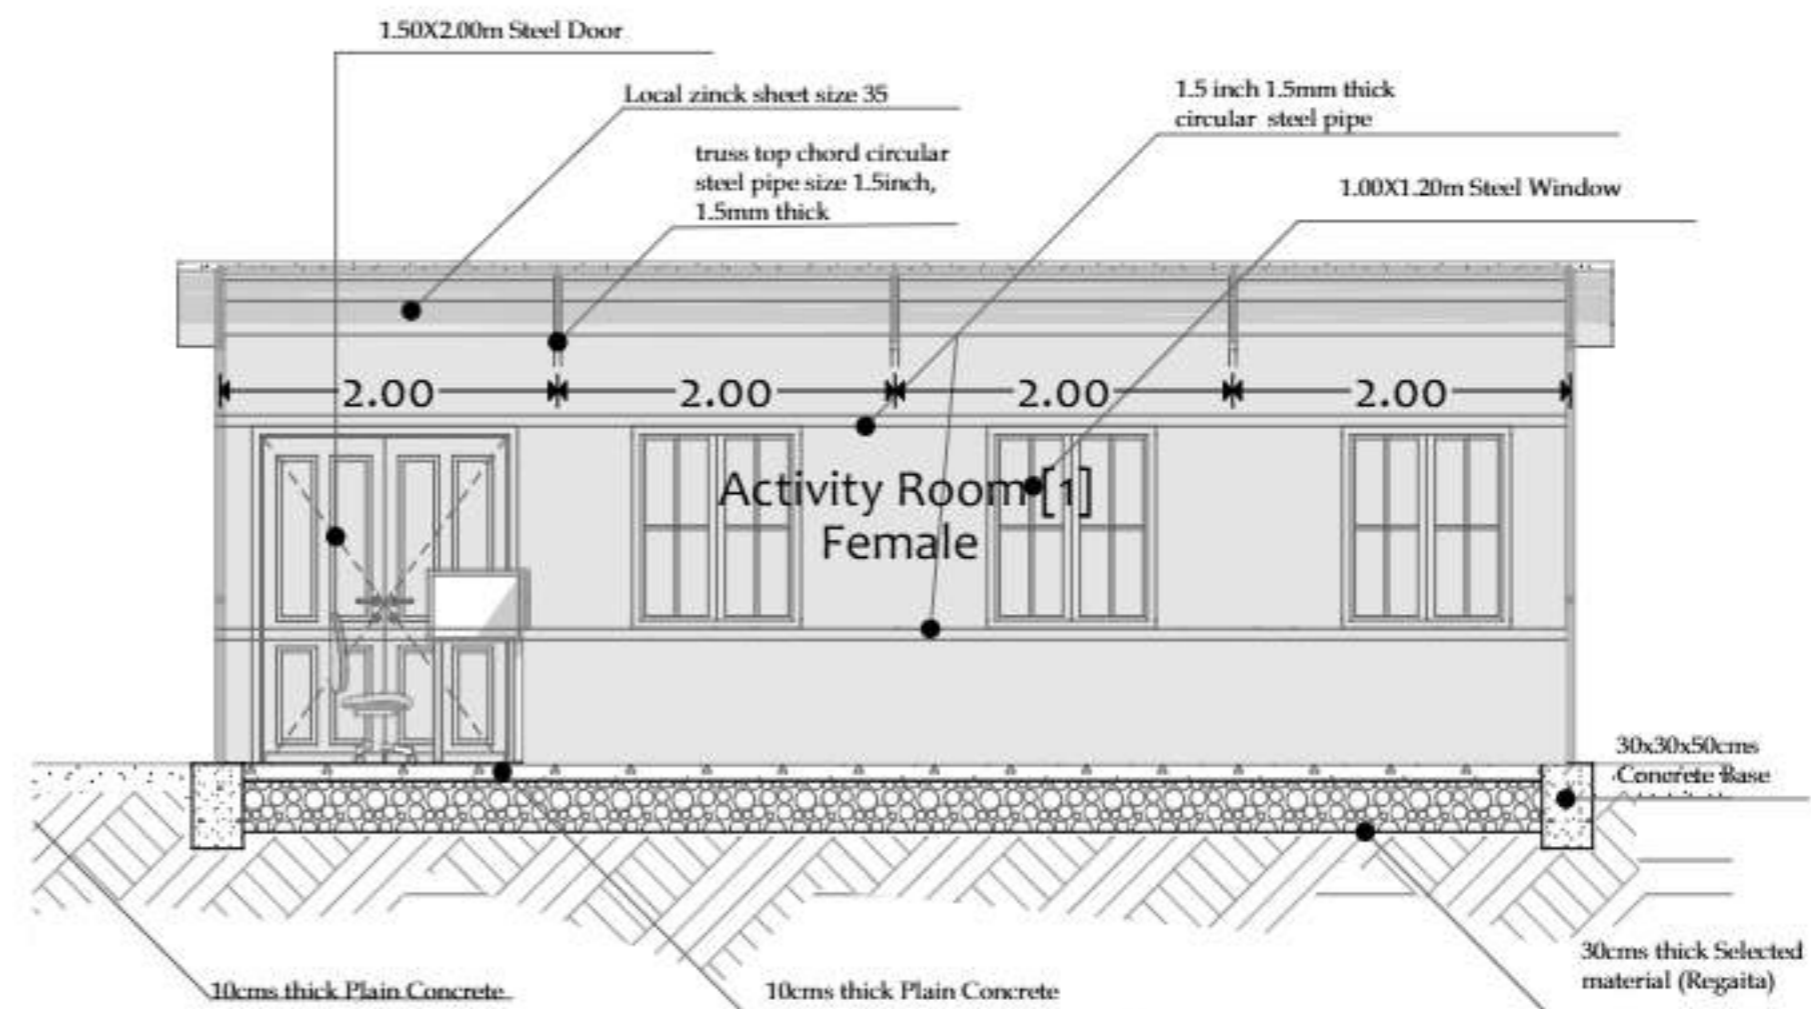 1.50X2.00m Steel Door
Local zinck sheet size 35
1.5 inch 1.5mm thick
circular steel pipe
truss top chord circular
steel pipe size 1.5inch,
1.5mm thick
1.00X1.20m Steel Window
2.00
2.00
2.00
2.00
Activity Room [1]
Female
30x30x50cms
Concrete Base
30cms thick Selected
material (Regaita)
10cms thick Plain Concrete
10cms thick Plain Concrete